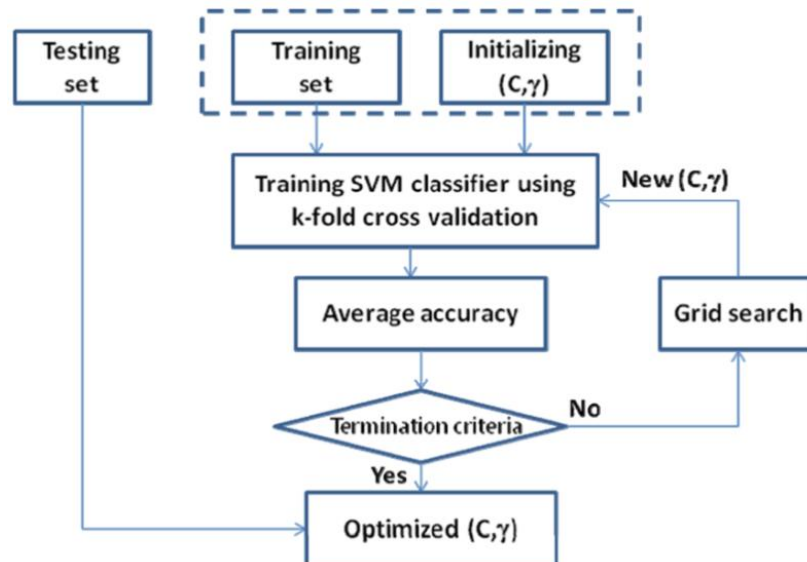 Testing
set
Training
set
Initializing
(C,γ)
Training SVM classifier using
k-fold cross validation
New (C,γ)
Average accuracy
Grid search
Termination criteria
No
Yes
Optimized (C,γ)